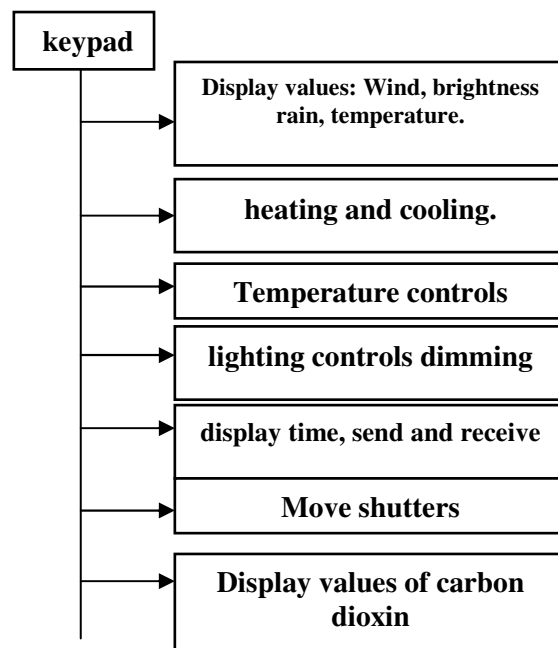 keypad
Display values: Wind, brightness
rain, temperature.
heating and cooling.
Temperature controls
lighting controls dimming
display time, send and receive
Move shutters
Display values of carbon
dioxin